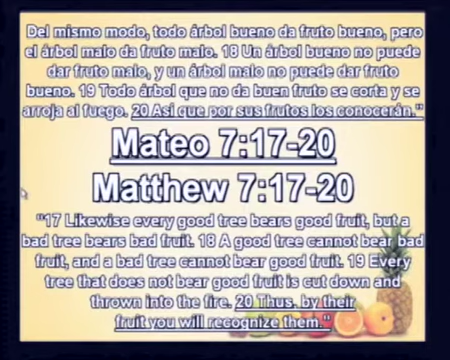 Del mismo modo, todo árbol bueno da fruto bueno, pero
el árbol malo da fruto malo. 18 Un árbol bueno no puede
dar fruto malo, y un árbol malo no puede dar fruto
bueno. 19 Todo árbol que no da buen fruto se corta y se
arroja al fuego. 20 Así que por sus frutos los conocerán."
Mateo 7:17-20
Matthew 7:17-20
"17 Likewise every good tree bears good fruit, but a
bad tree bears bad fruit. 18 A good tree cannot bear bad
fruit, and a bad tree cannot bear good fruit. 19 Every
tree that does not bear good fruit is cut down and
thrown into the fire. 20 Thus, by their
fruit you will recognize them."